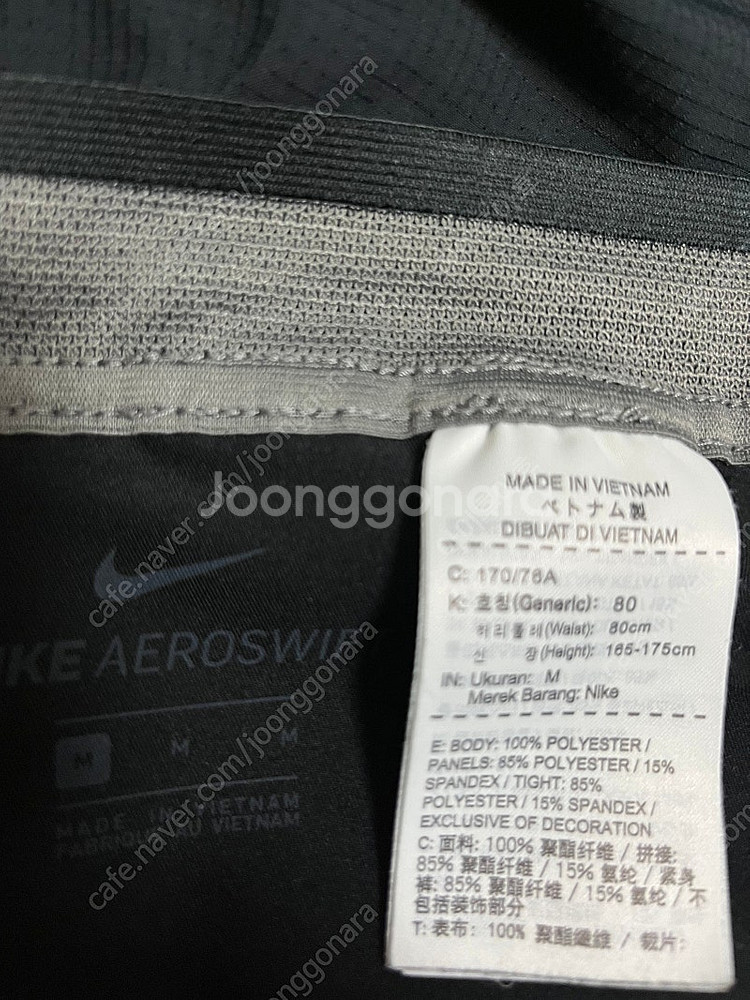 Joonggonara
cafe.naver.com/joonggonara
MADE IN VIETNAM
ベトナム製
DIBUAT DI VIETNAM
C: 170/76A
K: 호칭(Generic): 80
허리둘레(Waist): 80cm
신 장(Height): 165-175cm
IN: Ukuran: M
Merek Barang: Nike
E: BODY: 100% POLYESTER /
PANELS: 85% POLYESTER / 15%
SPANDEX / TIGHT: 85%
POLYESTER / 15% SPANDEX /
EXCLUSIVE OF DECORATION
C: 面料: 100% 聚酯纤维 / 拼接:
85% 聚酯纤维 / 15% 氨纶 / 紧身
裤: 85% 聚酯纤维 / 15% 氨纶 / 不
包括装饰部分
T: 表布: 100% 聚酯纖維 / 裁片:
IKE AEROSWIF
M M M
MADE IN VIETNAM
FABRIQUÉ AU VIETNAM